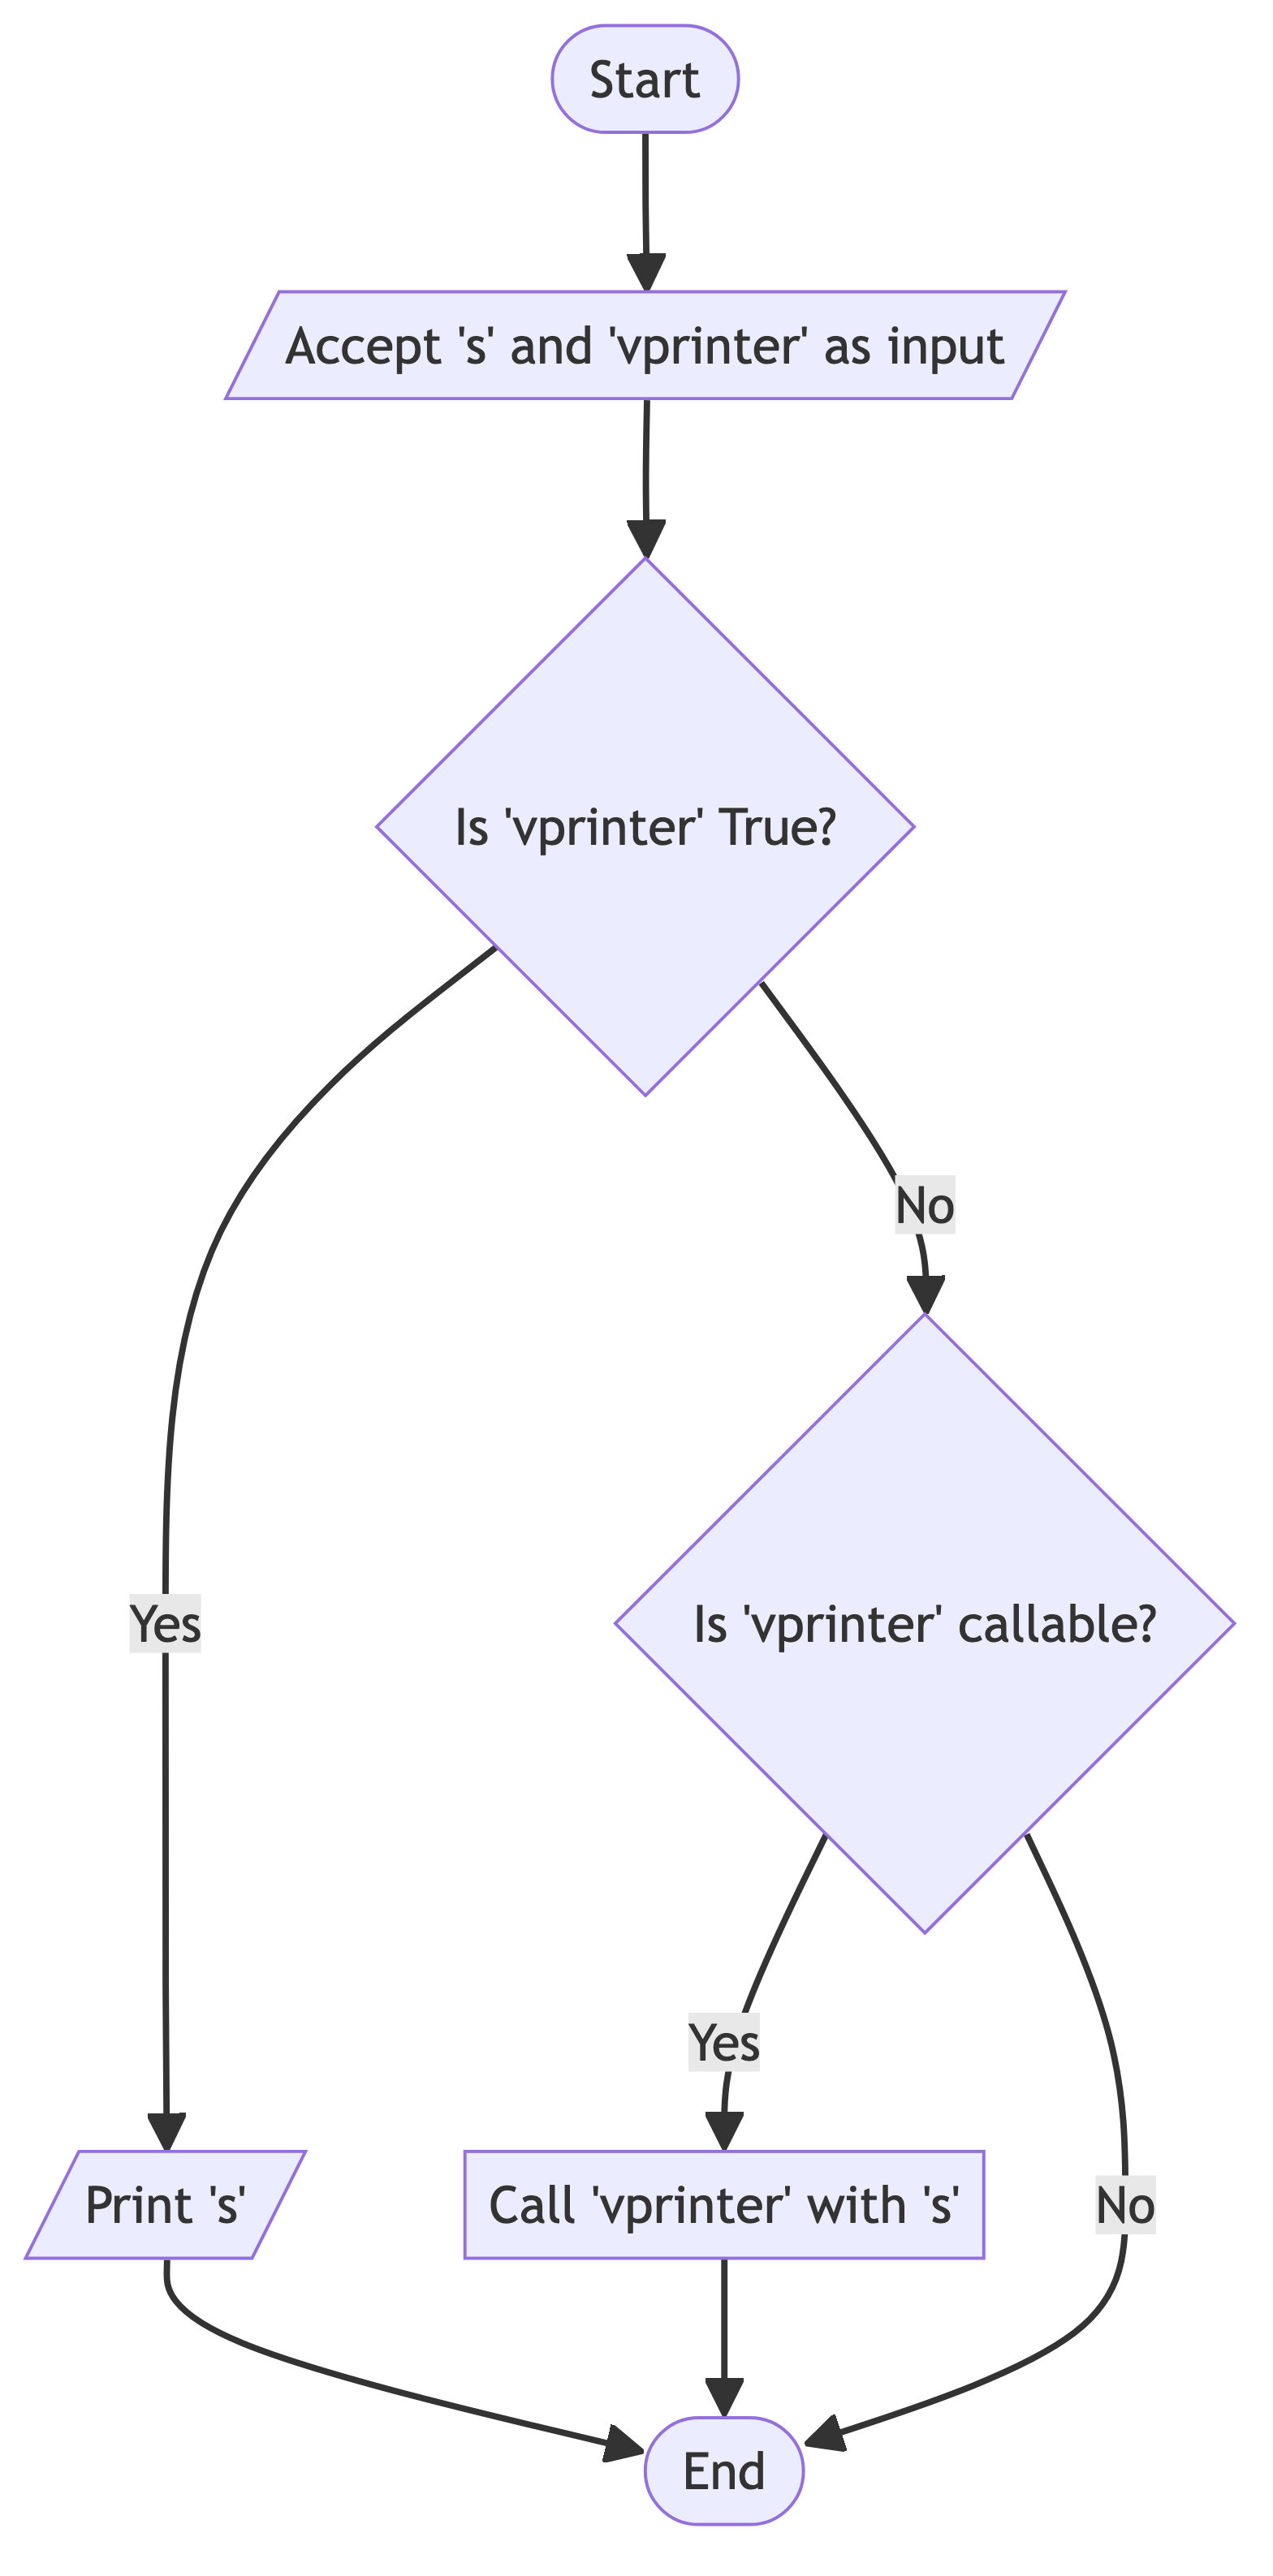 Start
Accept 's' and 'vprinter' as input
Is 'vprinter' True?
No
Yes
Is 'vprinter' callable?
Yes
Print 's'
Call 'vprinter' with 's'
No
End